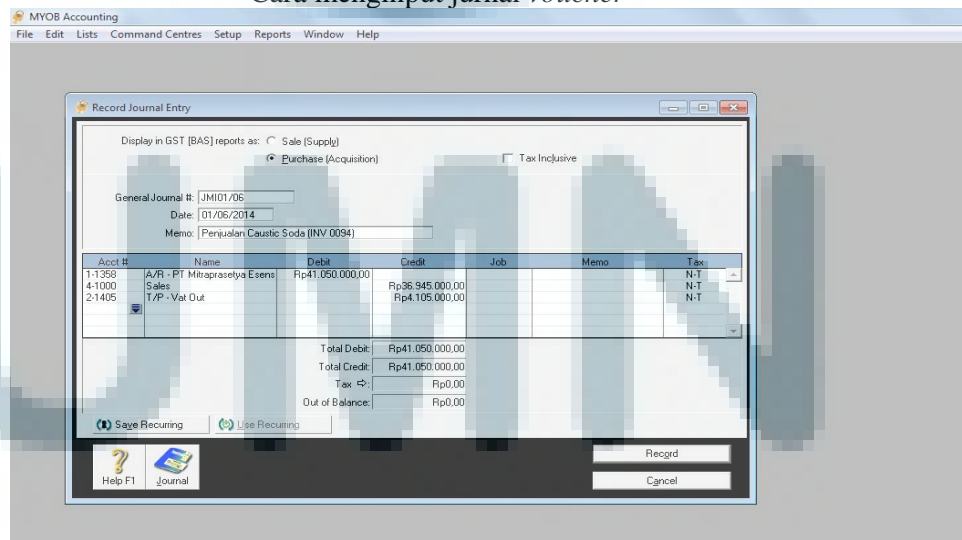 Cara menginput jurnal voucher
MYOB Accounting
File Edit Lists Command Centres Setup Reports Window Help
Record Journal Entry
Display in GST [BAS] reports as: Sale (Supply)
Purchase (Acquisition) Tax Inclusive
General Journal #: JMI01/06
Date: 01/06/2014
Memo: Penjualan Caustic Soda (INV 0094)
Acct # Name Debit Credit Job Memo Tax
1-1358 A/R - PT Mitraprasetya Esens Rp41.050.000,00 N-T
4-1000 Sales Rp36.945.000,00 N-T
2-1405 T/P - Vat Out Rp4.105.000,00 N-T
Total Debit: Rp41.050.000,00
Total Credit: Rp41.050.000,00
Tax ⇨: Rp0,00
Out of Balance: Rp0,00
Save Recurring Use Recurring
Help F1 Journal Record
Cancel
UMN